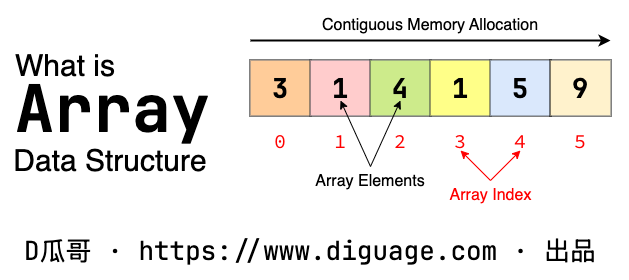 What is
Array
Data Structure
Contiguous Memory Allocation
3 1 4 1 5 9
0 1 2 3 4 5
Array Elements
Array Index
D瓜哥 · https://www.diguage.com · 出品